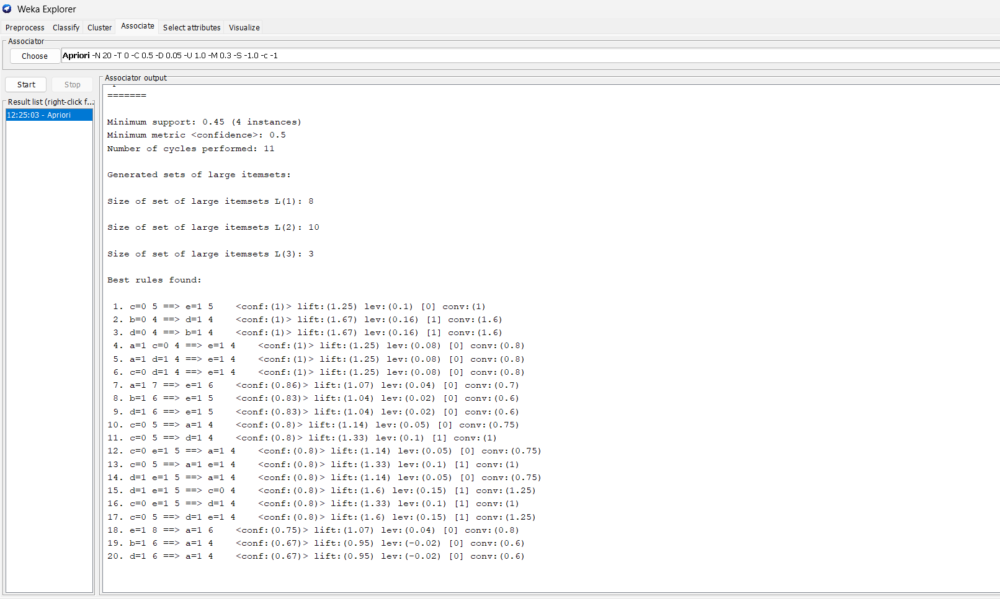 Weka Explorer
Preprocess Classify Cluster Associate Select attributes Visualize
Associator
Choose Apriori -N 20 -T 0 -C 0.5 -D 0.05 -U 1.0 -M 0.3 -S -1.0 -c -1
Start Stop
Associator output
Result list (right-click f...
12:25:03 - Apriori
=======
Minimum support: 0.45 (4 instances)
Minimum metric <confidence>: 0.5
Number of cycles performed: 11
Generated sets of large itemsets:
Size of set of large itemsets L(1): 8
Size of set of large itemsets L(2): 10
Size of set of large itemsets L(3): 3
Best rules found:
1. c=0 5 ==> e=1 5 <conf:(1)> lift:(1.25) lev:(0.1) [0] conv:(1)
2. b=0 4 ==> d=1 4 <conf:(1)> lift:(1.67) lev:(0.16) [1] conv:(1.6)
3. d=0 4 ==> b=1 4 <conf:(1)> lift:(1.67) lev:(0.16) [1] conv:(1.6)
4. a=1 c=0 4 ==> e=1 4 <conf:(1)> lift:(1.25) lev:(0.08) [0] conv:(0.8)
5. a=1 d=1 4 ==> e=1 4 <conf:(1)> lift:(1.25) lev:(0.08) [0] conv:(0.8)
6. c=0 d=1 4 ==> e=1 4 <conf:(1)> lift:(1.25) lev:(0.08) [0] conv:(0.8)
7. a=1 7 ==> e=1 6 <conf:(0.86)> lift:(1.07) lev:(0.04) [0] conv:(0.7)
8. b=1 6 ==> e=1 5 <conf:(0.83)> lift:(1.04) lev:(0.02) [0] conv:(0.6)
9. d=1 6 ==> e=1 5 <conf:(0.83)> lift:(1.04) lev:(0.02) [0] conv:(0.6)
10. c=0 5 ==> a=1 4 <conf:(0.8)> lift:(1.14) lev:(0.05) [0] conv:(0.75)
11. c=0 5 ==> d=1 4 <conf:(0.8)> lift:(1.33) lev:(0.1) [1] conv:(1)
12. c=0 e=1 5 ==> a=1 4 <conf:(0.8)> lift:(1.14) lev:(0.05) [0] conv:(0.75)
13. c=0 5 ==> a=1 e=1 4 <conf:(0.8)> lift:(1.33) lev:(0.1) [1] conv:(1)
14. d=1 e=1 5 ==> a=1 4 <conf:(0.8)> lift:(1.14) lev:(0.05) [0] conv:(0.75)
15. d=1 e=1 5 ==> c=0 4 <conf:(0.8)> lift:(1.6) lev:(0.15) [1] conv:(1.25)
16. c=0 e=1 5 ==> d=1 4 <conf:(0.8)> lift:(1.33) lev:(0.1) [1] conv:(1)
17. c=0 5 ==> d=1 e=1 4 <conf:(0.8)> lift:(1.6) lev:(0.15) [1] conv:(1.25)
18. e=1 8 ==> a=1 6 <conf:(0.75)> lift:(1.07) lev:(0.04) [0] conv:(0.8)
19. b=1 6 ==> a=1 4 <conf:(0.67)> lift:(0.95) lev:(-0.02) [0] conv:(0.6)
20. d=1 6 ==> a=1 4 <conf:(0.67)> lift:(0.95) lev:(-0.02) [0] conv:(0.6)